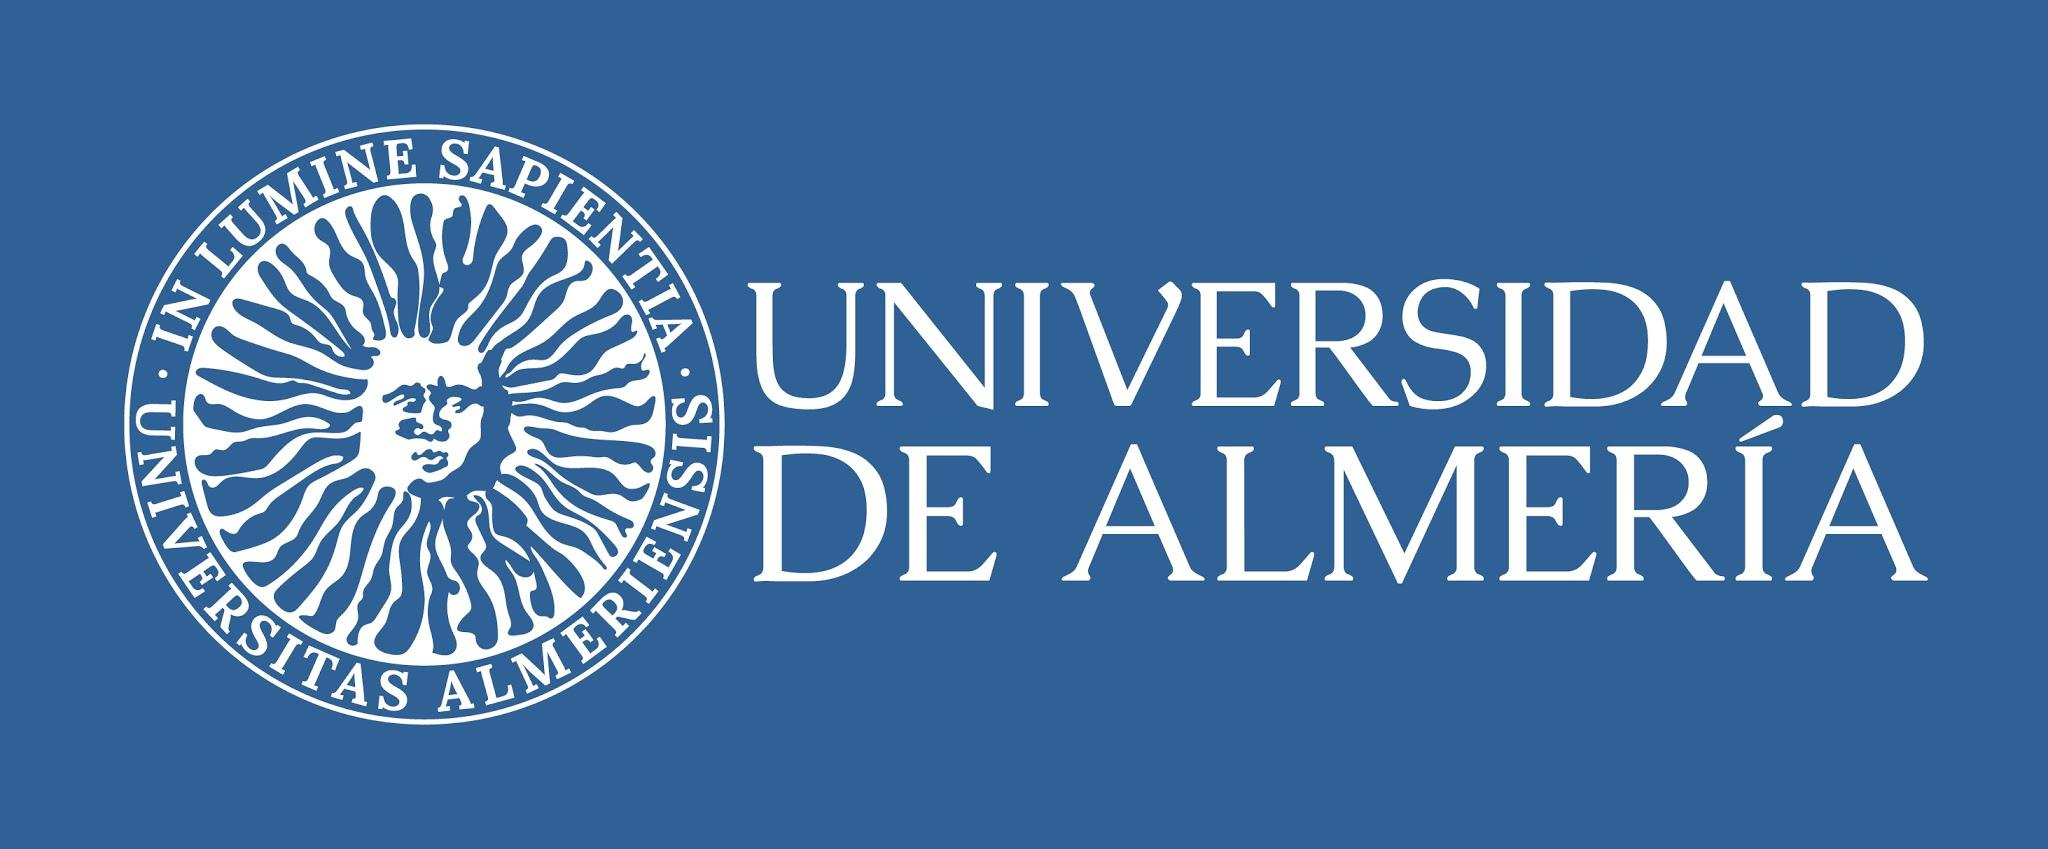 · IN LUMINE SAPIENTIA ·
UNIVERSITAS ALMERIENSIS
UNIVERSIDAD
DE ALMERÍA